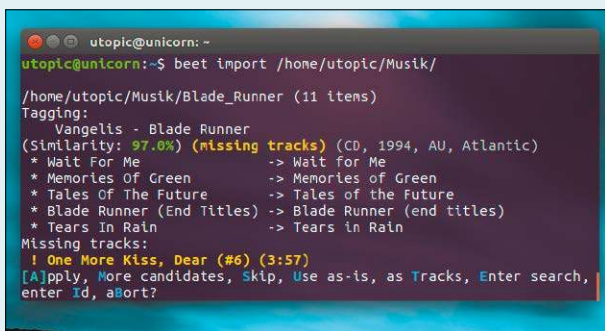 utopic@unicorn: ~
utopic@unicorn:~$ beet import /home/utopic/Musik/
/home/utopic/Musik/Blade_Runner (11 items)
Tagging:
    Vangelis - Blade Runner
(Similarity: 97.0%) (missing tracks) (CD, 1994, AU, Atlantic)
 * Wait For Me                -> Wait for Me
 * Memories Of Green          -> Memories of Green
 * Tales Of The Future        -> Tales of the Future
 * Blade Runner (End Titles) -> Blade Runner (end titles)
 * Tears In Rain              -> Tears in Rain
Missing tracks:
 ! One More Kiss, Dear (#6) (3:57)
[A]pply, More candidates, Skip, Use as-is, as Tracks, Enter search,
enter Id, aBort?